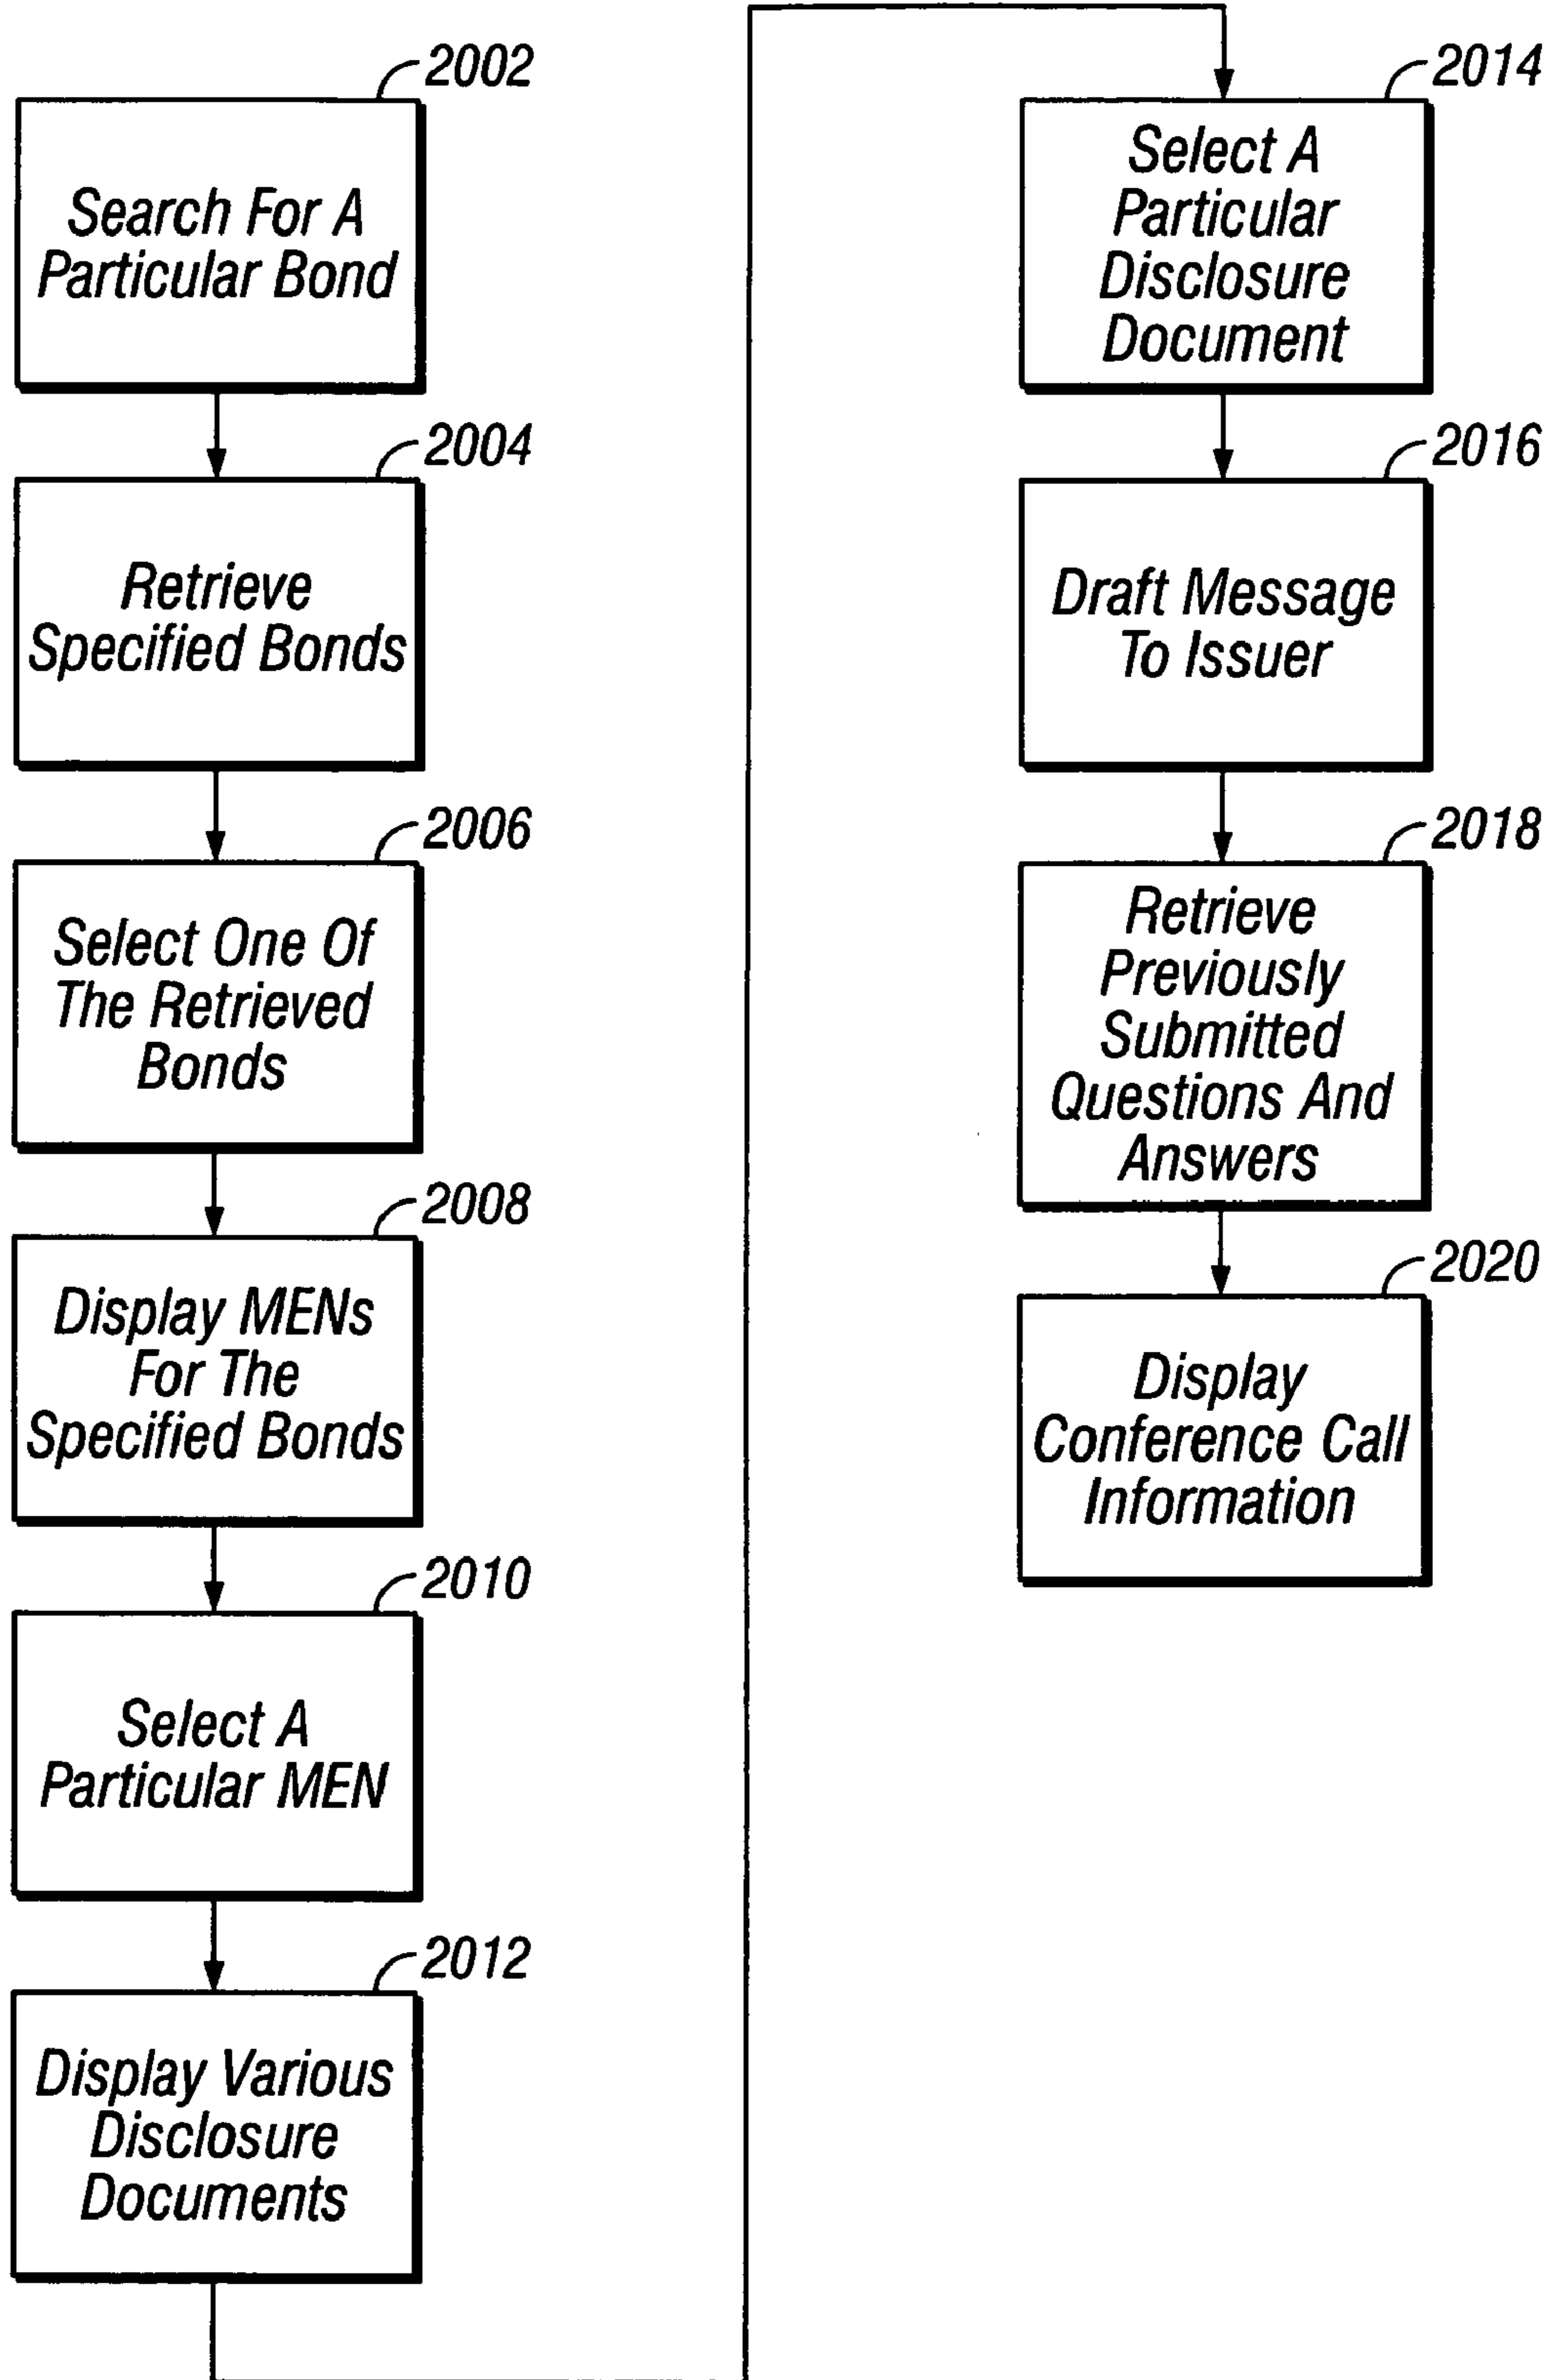 2002
Search For A
Particular Bond
2004
Retrieve
Specified Bonds
2006
Select One Of
The Retrieved
Bonds
2008
Display MENs
For The
Specified Bonds
2010
Select A
Particular MEN
2012
Display Various
Disclosure
Documents
2014
Select A
Particular
Disclosure
Document
2016
Draft Message
To Issuer
2018
Retrieve
Previously
Submitted
Questions And
Answers
2020
Display
Conference Call
Information